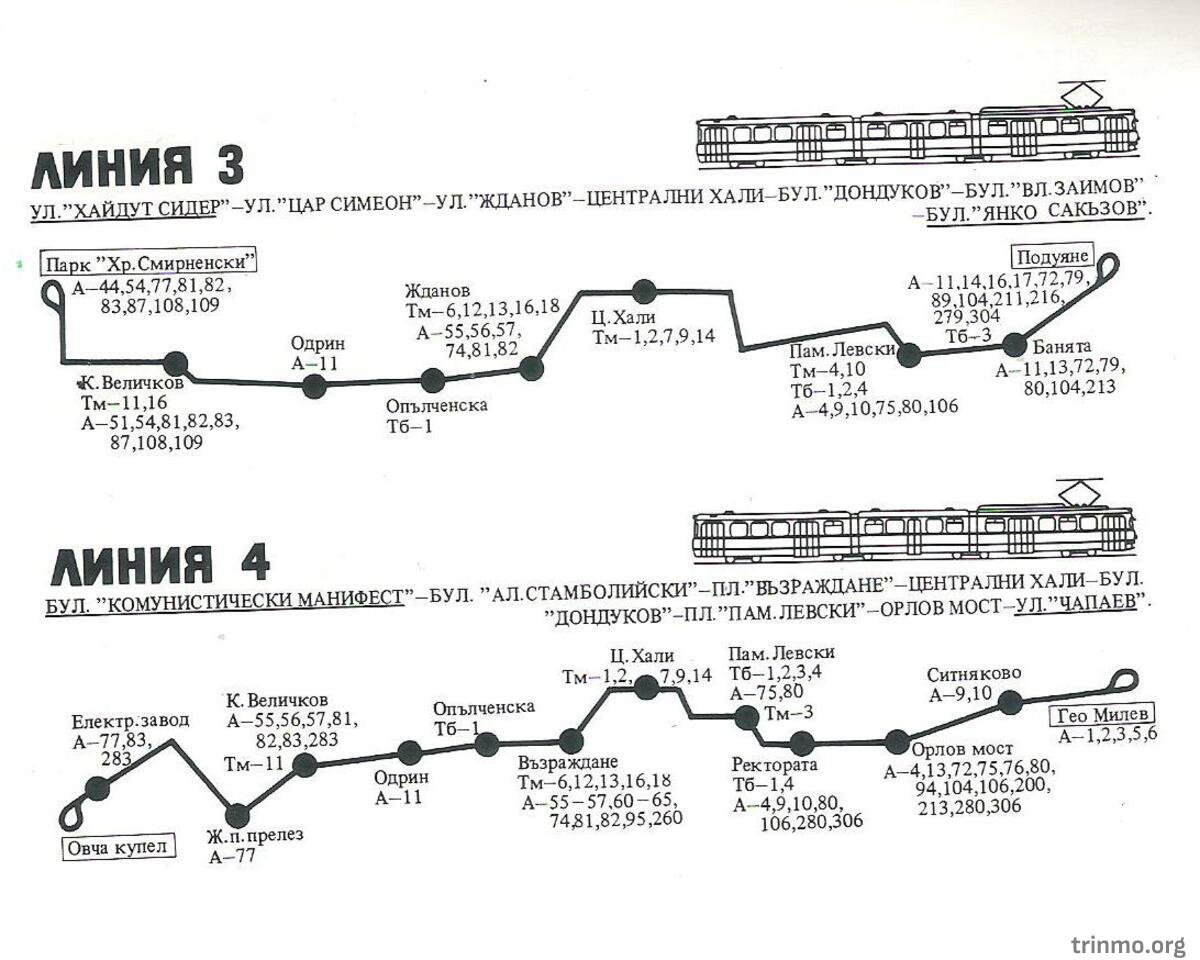 ЛИНИЯ 3
УЛ."ХАЙДУТ СИДЕР"–УЛ."ЦАР СИМЕОН"–УЛ."ЖДАНОВ"–ЦЕНТРАЛНИ ХАЛИ–БУЛ."ДОНДУКОВ"–БУЛ."ВЛ.ЗАИМОВ"
–БУЛ."ЯНКО САКЪЗОВ".
Парк "Хр.Смирненски"
А–44,54,77,81,82,
83,87,108,109
К.Величков
Тм–11,16
А–51,54,81,82,83,
87,108,109
Одрин
А–11
Опълченска
Тб–1
Жданов
Тм–6,12,13,16,18
А–55,56,57,
74,81,82
Ц.Хали
Тм–1,2,7,9,14
Пам.Левски
Тм–4,10
Тб–1,2,4
А–4,9,10,75,80,106
Подуяне
А–11,14,16,17,72,79,
89,104,211,216,
279,304
Тб–3
Банята
А–11,13,72,79,
80,104,213
ЛИНИЯ 4
БУЛ. "КОМУНИСТИЧЕСКИ МАНИФЕСТ"–БУЛ. "АЛ.СТАМБОЛИЙСКИ"–ПЛ."ВЪЗРАЖДАНЕ"–ЦЕНТРАЛНИ ХАЛИ–БУЛ.
"ДОНДУКОВ"–ПЛ."ПАМ.ЛЕВСКИ"–ОРЛОВ МОСТ–УЛ."ЧАПАЕВ".
Овча купел
Електр.завод
А–77,83,
283
Ж.п.прелез
А–77
К.Величков
А–55,56,57,81,
82,83,283
Тм–11
Одрин
А–11
Опълченска
Тб–1
Възраждане
Тм–6,12,13,16,18
А–55–57,60–65,
74,81,82,95,260
Ц.Хали
Тм–1,2, 7,9,14
Пам.Левски
Тб–1,2,3,4
А–75,80
Тм–3
Ректората
Тб–1,4
А–4,9,10,80,
106,280,306
Орлов мост
А–4,13,72,75,76,80,
94,104,106,200,
213,280,306
Ситняково
А–9,10
Гео Милев
А–1,2,3,5,6
trinmo.org